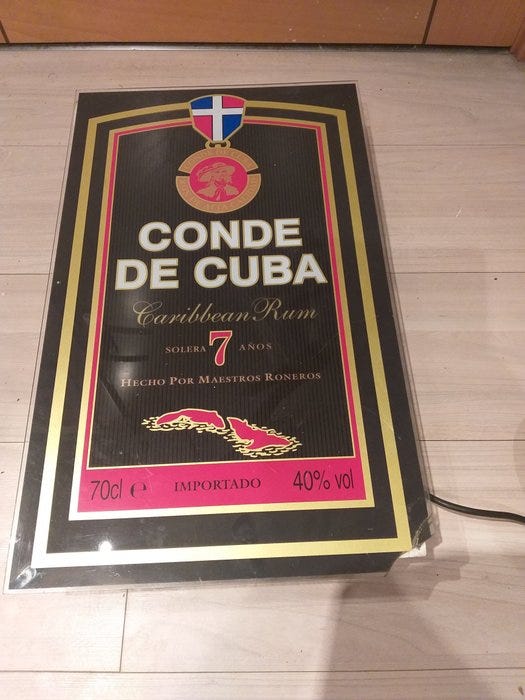 CONDE
DE CUBA
Caribbean Rum
SOLERA 7 AÑOS
HECHO POR MAESTROS RONEROS
70cl e IMPORTADO 40% vol